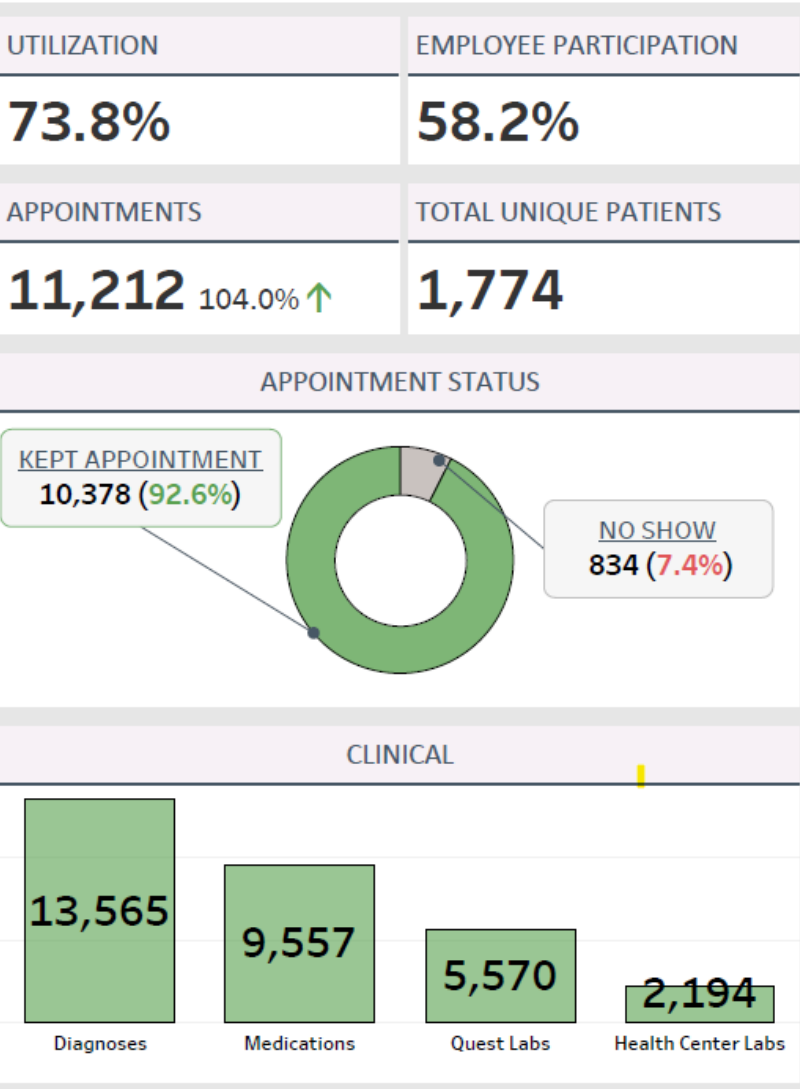 UTILIZATION
73.8%
EMPLOYEE PARTICIPATION
58.2%
APPOINTMENTS
11,212 104.0%↑
TOTAL UNIQUE PATIENTS
1,774
APPOINTMENT STATUS
KEPT APPOINTMENT
10,378 (92.6%)
NO SHOW
834 (7.4%)
CLINICAL
13,565
9,557
5,570
2,194
Diagnoses
Medications
Quest Labs
Health Center Labs